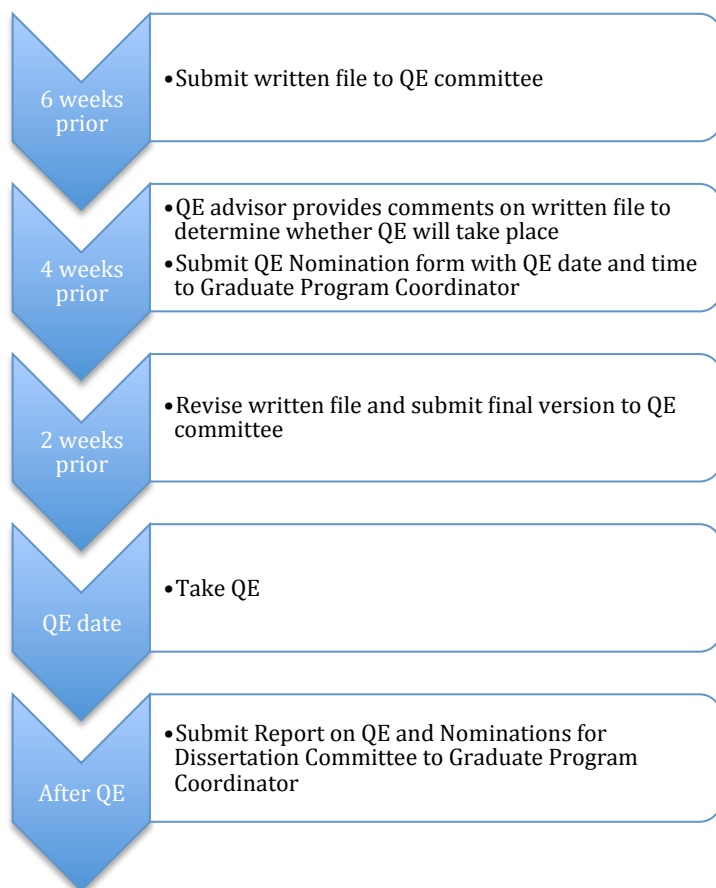 6 weeks
prior
•Submit written file to QE committee
4 weeks
prior
•QE advisor provides comments on written file to
determine whether QE will take place
•Submit QE Nomination form with QE date and time
to Graduate Program Coordinator
2 weeks
prior
•Revise written file and submit final version to QE
committee
QE date
•Take QE
After QE
•Submit Report on QE and Nominations for
Dissertation Committee to Graduate Program
Coordinator